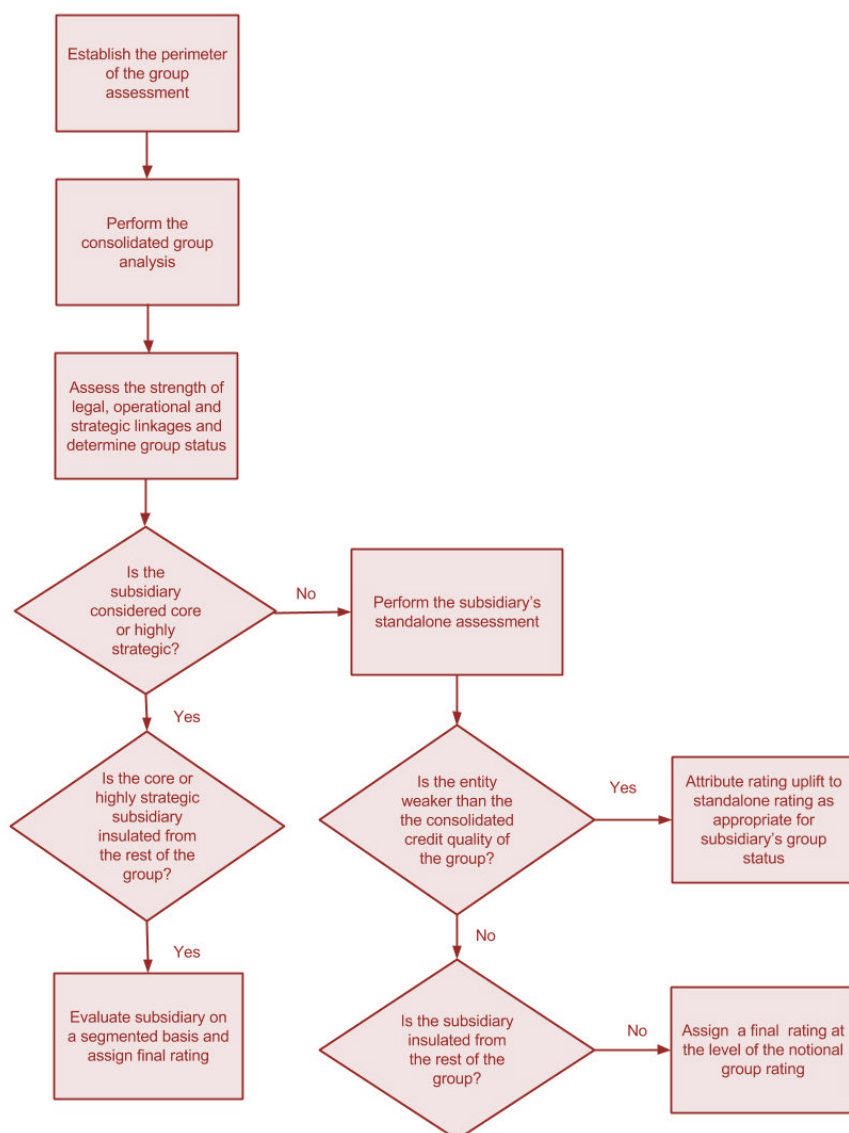 Establish the perimeter
of the group
assessment
Perform the
consolidated group
analysis
Assess the strength of
legal, operational and
strategic linkages and
determine group status
Is the
subsidiary
considered core
or highly
strategic?
No
Perform the subsidiary's
standalone assessment
Yes
Is the core or
highly strategic
subsidiary
insulated from
the rest of the
group?
Is the entity
weaker than the
the consolidated
credit quality of
the group?
Yes
Attribute rating uplift to
standalone rating as
appropriate for
subsidiary's group
status
Yes
No
Evaluate subsidiary on
a segmented basis and
assign final rating
Is the subsidiary
insulated from
the rest of the
group?
No
Assign a final rating at
the level of the notional
group rating